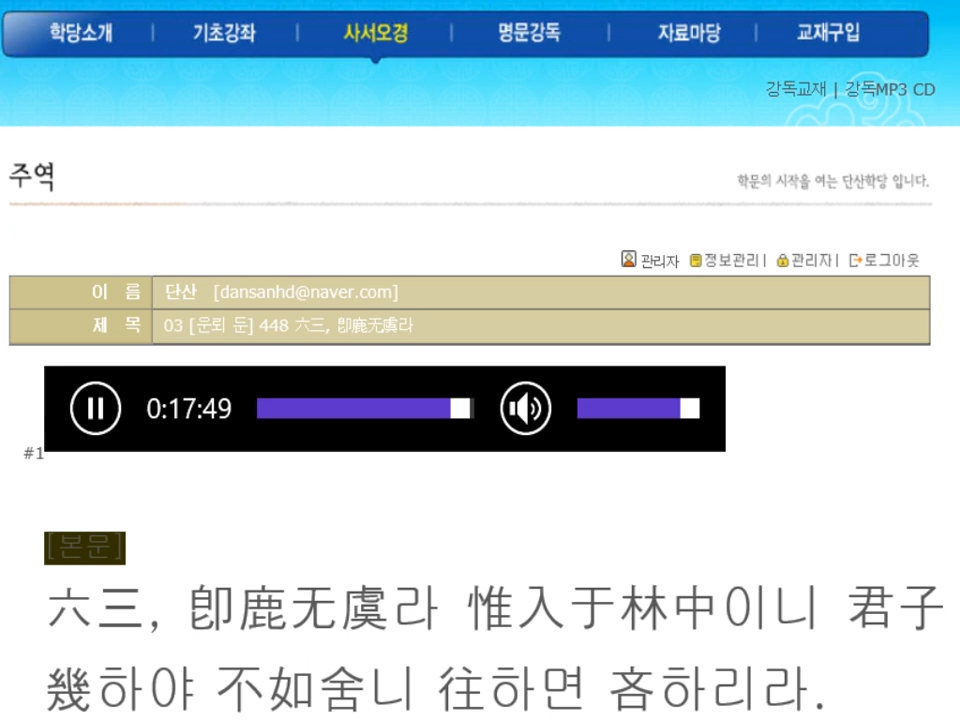 학당소개 | 기초강좌 | 사서오경 | 명문강독 | 자료마당 | 교재구입
강독교재 | 강독MP3 CD
주역
학문의 시작을 여는 단산학당 입니다.
관리자 정보관리 | 관리자 | 로그아웃
이 름 단산 [dansanhd@naver.com]
제 목 03 [운뢰 둔] 448 六三, 卽鹿无虞라
0:17:49
#1
[본문]
六三, 卽鹿无虞라 惟入于林中이니 君子
幾하야 不如舍니 往하면 吝하리라.